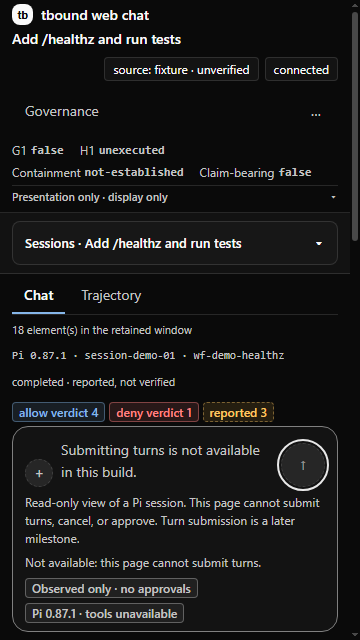 tb tbound web chat
Add /healthz and run tests
source: fixture · unverified connected
Governance ...
G1 false H1 unexecuted
Containment not-established Claim-bearing false
Presentation only · display only
Sessions · Add /healthz and run tests
Chat Trajectory
18 element(s) in the retained window
Pi 0.87.1 · session-demo-01 · wf-demo-healthz
completed · reported, not verified
allow verdict 4 deny verdict 1 reported 3
Submitting turns is not available
in this build.
+ ↑
Read-only view of a Pi session. This page cannot submit
turns, cancel, or approve. Turn submission is a later
milestone.
Not available: this page cannot submit turns.
Observed only · no approvals
Pi 0.87.1 · tools unavailable